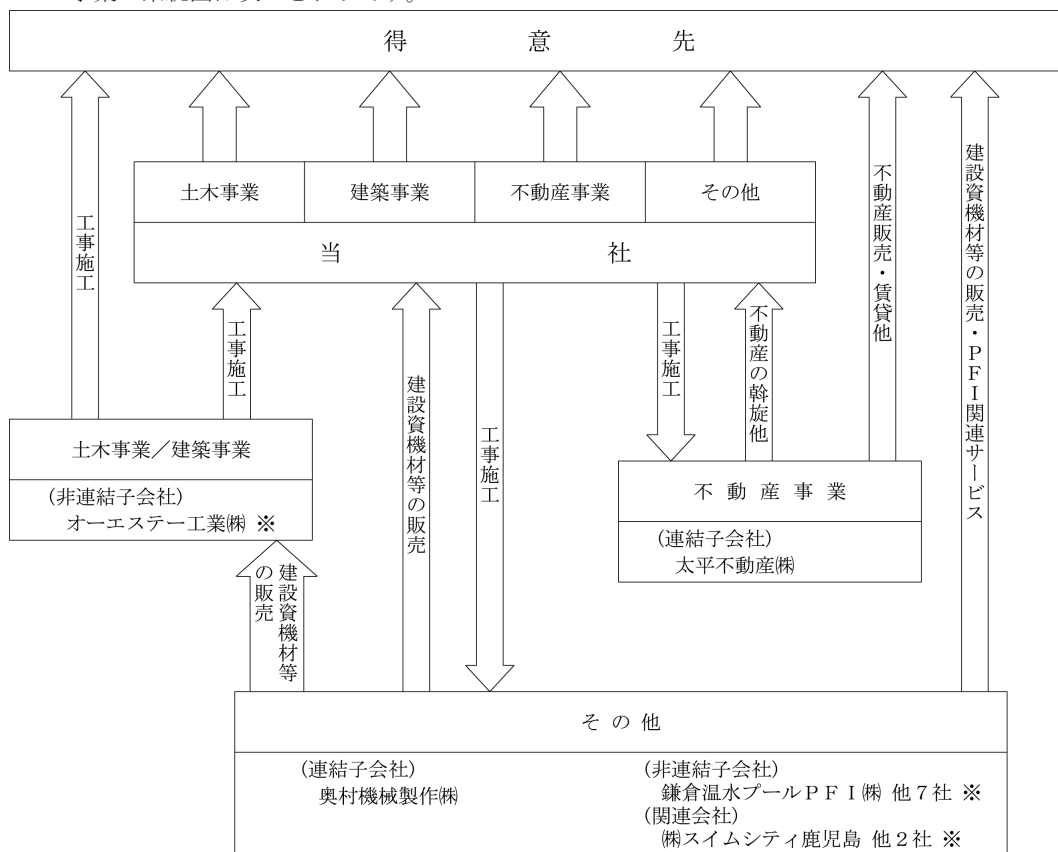 得意先
土木事業
建築事業
不動産事業
その他
当社
工事施工
工事施工
建設資機材等の販売
工事施工
工事施工
不動産の斡旋他
不動産販売・賃貸他
建設資機材等の販売・ＰＦＩ関連サービス
土木事業／建築事業
(非連結子会社)
オーエステー工業㈱ ※
不動産事業
(連結子会社)
太平不動産㈱
建設資機材等
の販売
その他
(連結子会社)
奥村機械製作㈱
(非連結子会社)
鎌倉温水プールＰＦＩ㈱ 他７社 ※
(関連会社)
㈱スイムシティ鹿児島 他２社 ※